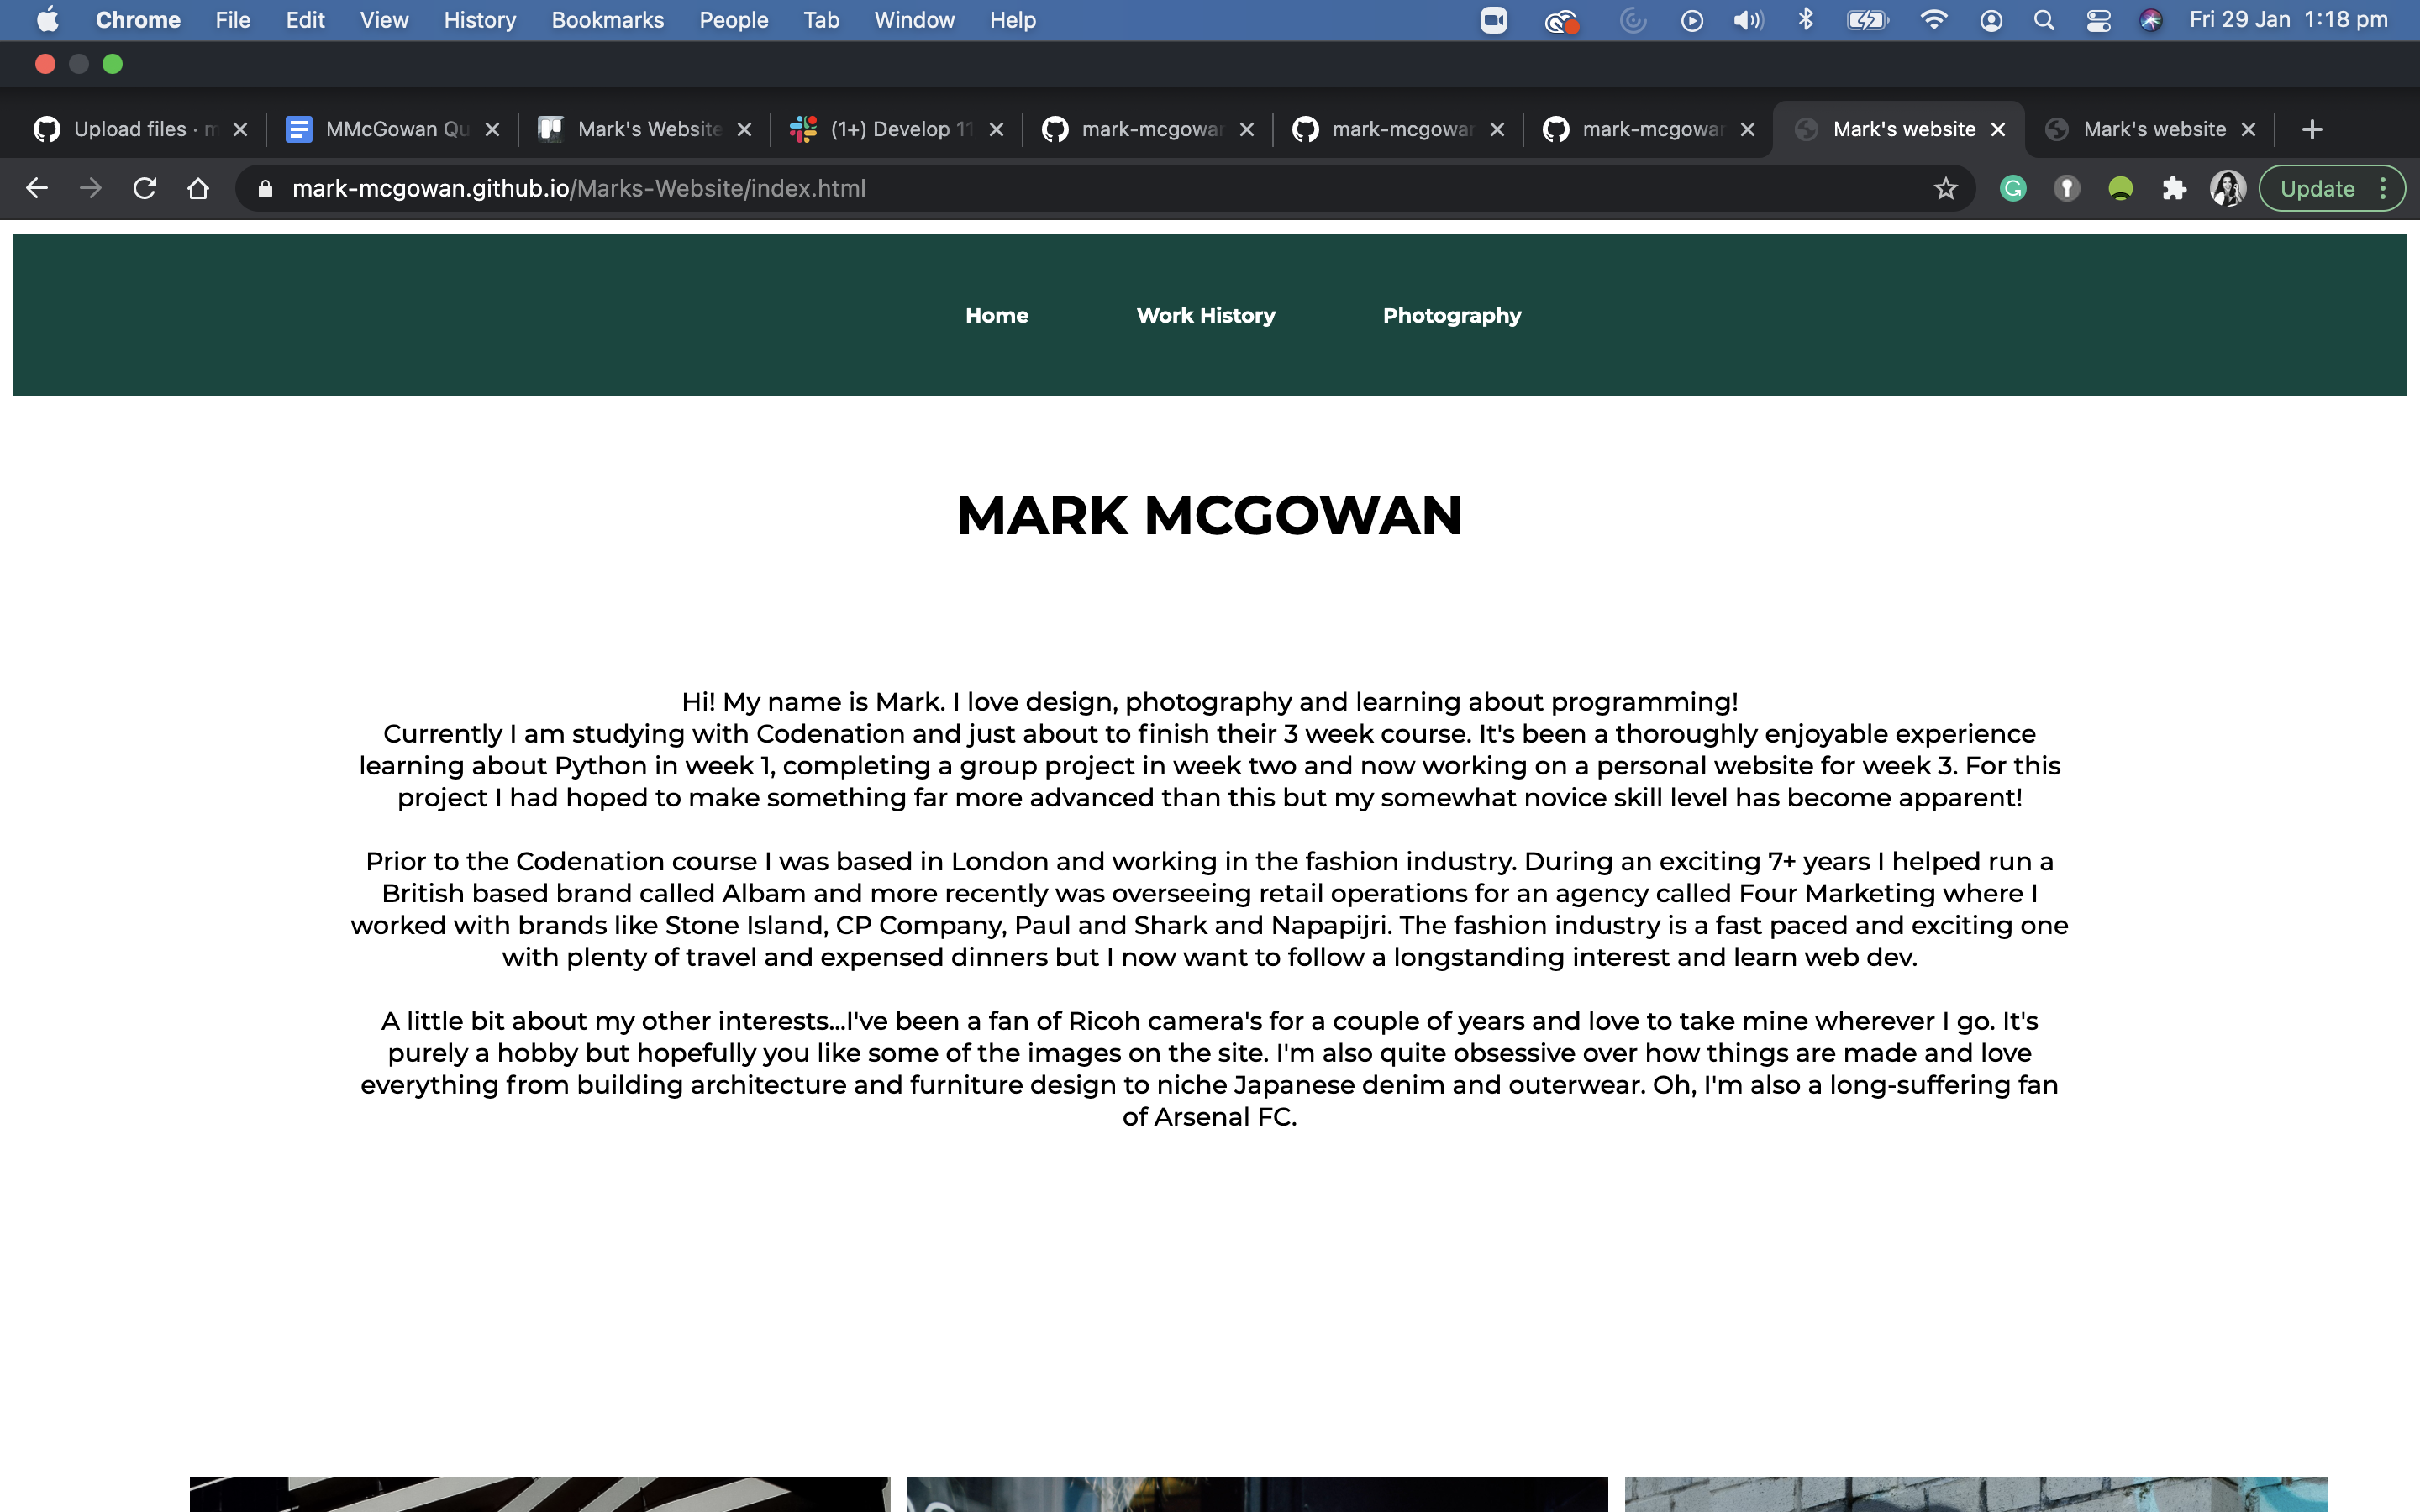 Chrome File Edit View History Bookmarks People Tab Window Help Fri 29 Jan 1:18 pm
Upload files · m MMcGowan Qu Mark's Website (1+) Develop 11 mark-mcgowan mark-mcgowan mark-mcgowan Mark's website Mark's website
mark-mcgowan.github.io/Marks-Website/index.html Update
Home Work History Photography
MARK MCGOWAN
Hi! My name is Mark. I love design, photography and learning about programming!
Currently I am studying with Codenation and just about to finish their 3 week course. It's been a thoroughly enjoyable experience
learning about Python in week 1, completing a group project in week two and now working on a personal website for week 3. For this
project I had hoped to make something far more advanced than this but my somewhat novice skill level has become apparent!
Prior to the Codenation course I was based in London and working in the fashion industry. During an exciting 7+ years I helped run a
British based brand called Albam and more recently was overseeing retail operations for an agency called Four Marketing where I
worked with brands like Stone Island, CP Company, Paul and Shark and Napapijri. The fashion industry is a fast paced and exciting one
with plenty of travel and expensed dinners but I now want to follow a longstanding interest and learn web dev.
A little bit about my other interests...I've been a fan of Ricoh camera's for a couple of years and love to take mine wherever I go. It's
purely a hobby but hopefully you like some of the images on the site. I'm also quite obsessive over how things are made and love
everything from building architecture and furniture design to niche Japanese denim and outerwear. Oh, I'm also a long-suffering fan
of Arsenal FC.